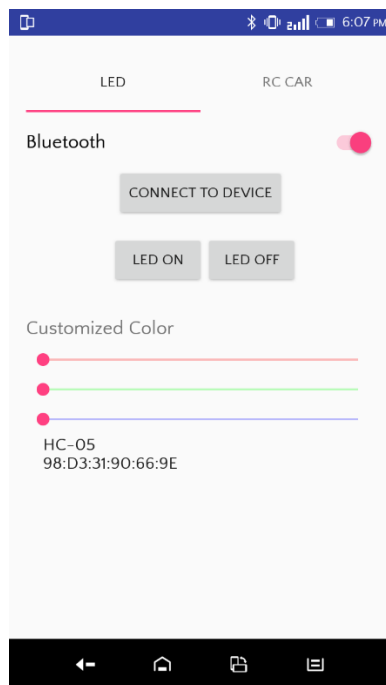 6:07 PM
LED RC CAR
Bluetooth
CONNECT TO DEVICE
LED ON LED OFF
Customized Color
HC-05
98:D3:31:90:66:9E